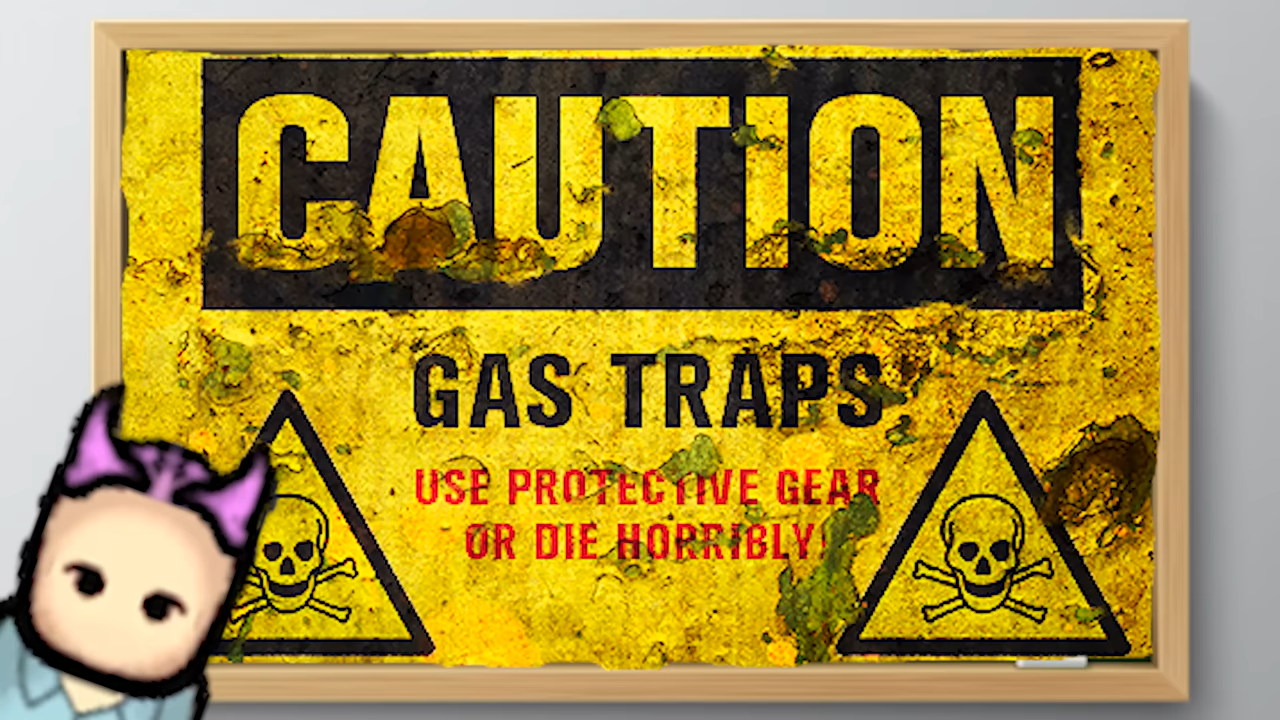 CAUTION
GAS TRAPS
USE PROTECTIVE GEAR
OR DIE HORRIBLY!